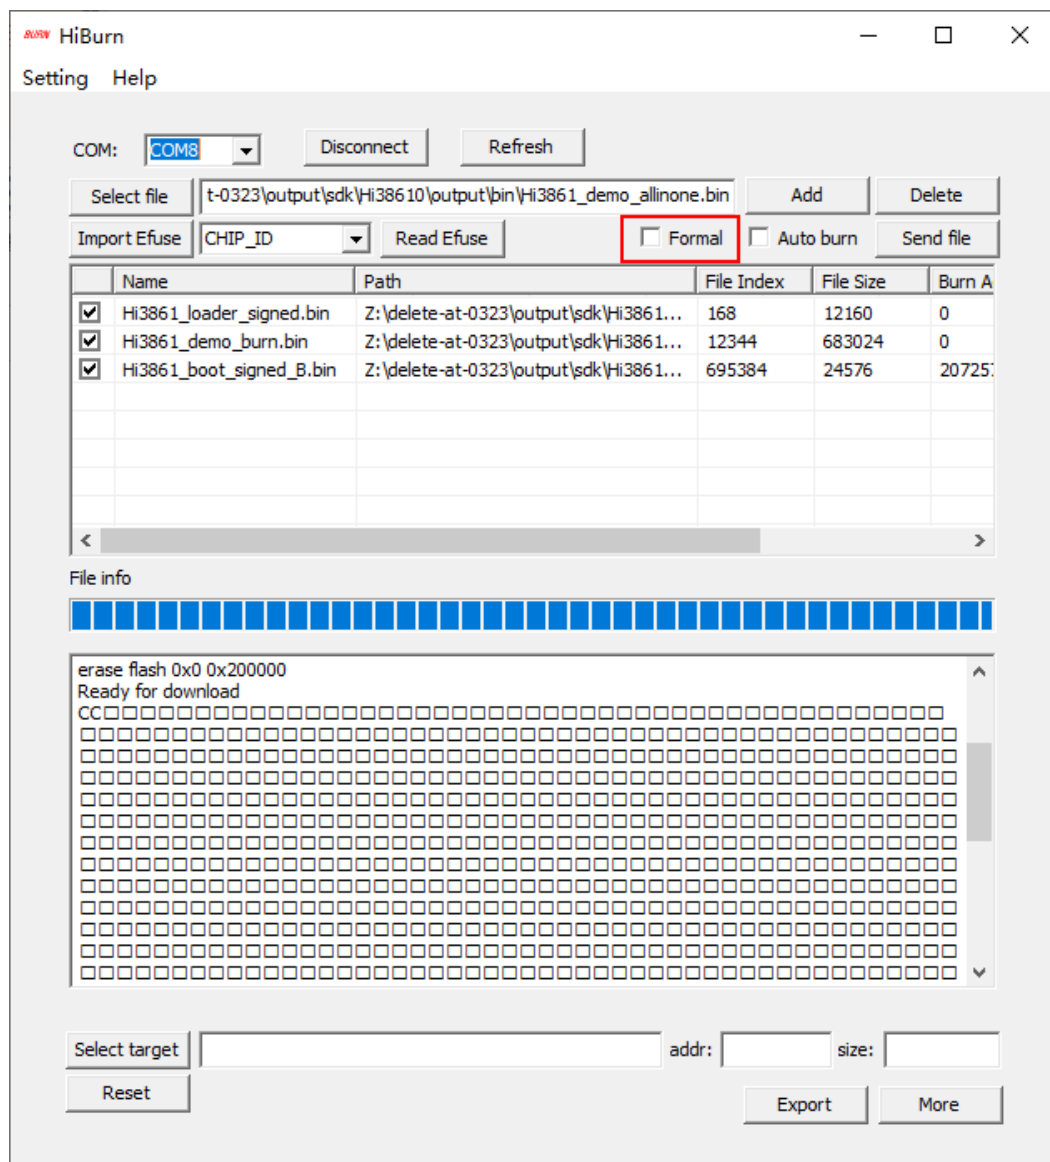 BURN HiBurn
Setting Help
COM: COM8 Disconnect Refresh
Select file t-0323\output\sdk\Hi3861O\output\bin\Hi3861_demo_allinone.bin Add Delete
Import Efuse CHIP_ID Read Efuse Formal Auto burn Send file
Name Path File Index File Size Burn A
Hi3861_loader_signed.bin Z:\delete-at-0323\output\sdk\Hi3861... 168 12160 0
Hi3861_demo_burn.bin Z:\delete-at-0323\output\sdk\Hi3861... 12344 683024 0
Hi3861_boot_signed_B.bin Z:\delete-at-0323\output\sdk\Hi3861... 695384 24576 20725
File info
erase flash 0x0 0x200000
Ready for download
CC
Select target addr: size:
Reset
Export More